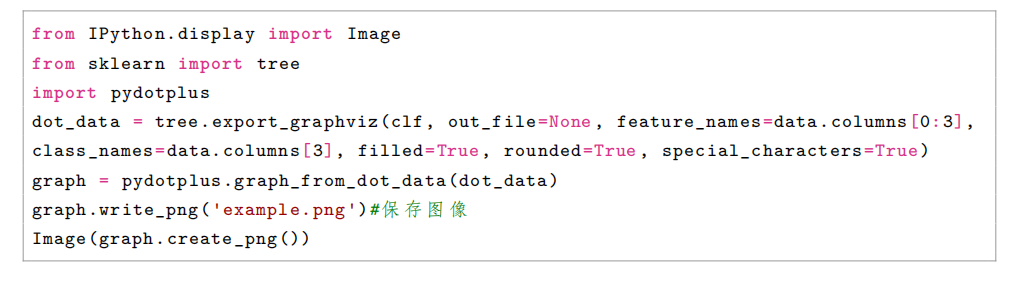 from IPython.display import Image
from sklearn import tree
import pydotplus
dot_data = tree.export_graphviz(clf, out_file=None, feature_names=data.columns[0:3],
class_names=data.columns[3], filled=True, rounded=True, special_characters=True)
graph = pydotplus.graph_from_dot_data(dot_data)
graph.write_png('example.png')#保存图像
Image(graph.create_png())